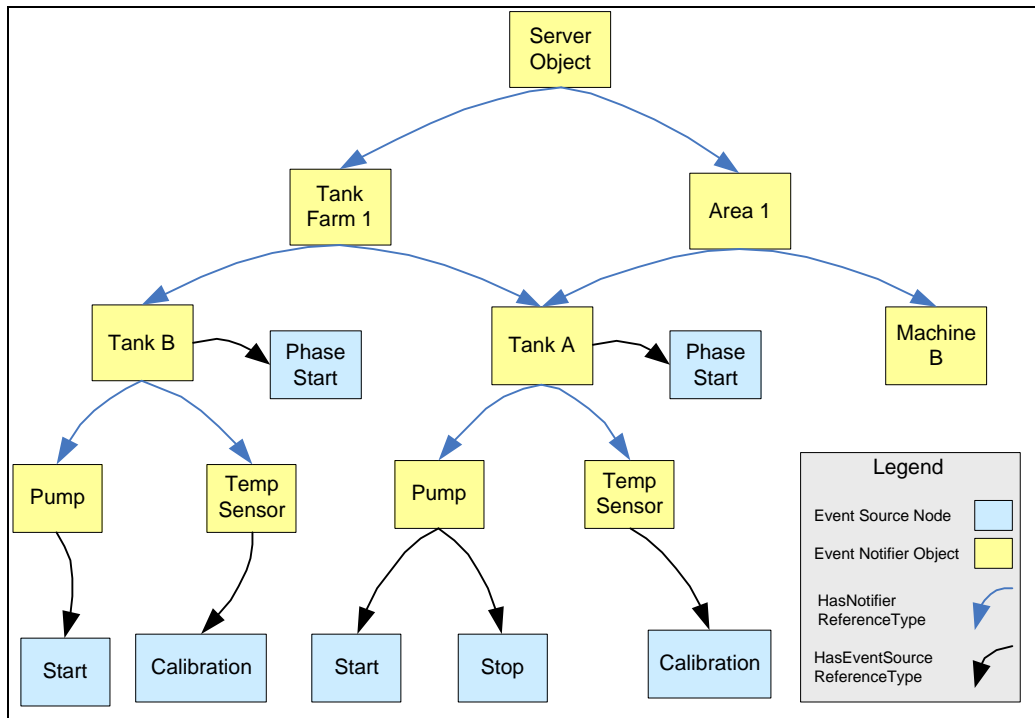 Server
Object
Tank
Farm 1
Area 1
Tank B
Phase
Start
Tank A
Phase
Start
Machine
B
Pump
Temp
Sensor
Pump
Temp
Sensor
Start
Calibration
Start
Stop
Calibration
Legend
Event Source Node
Event Notifier Object
HasNotifier
ReferenceType
HasEventSource
ReferenceType